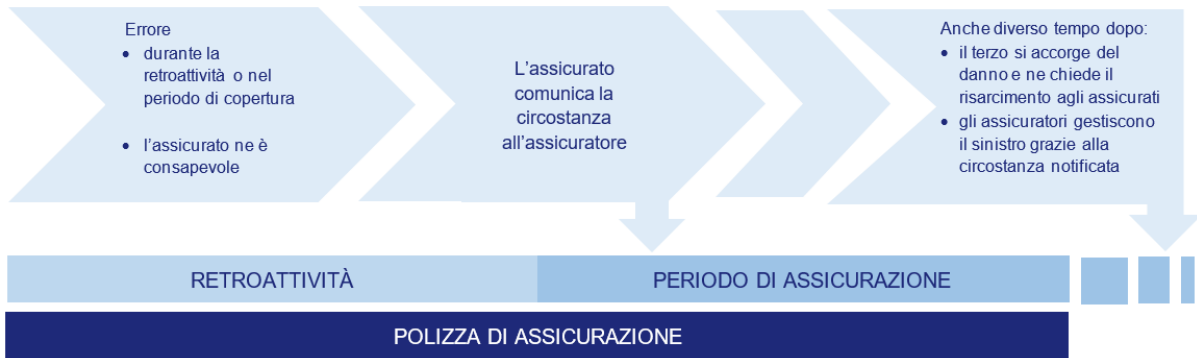 Errore
• durante la
retroattività o nel
periodo di copertura
• l'assicurato ne è
consapevole
L'assicurato
comunica la
circostanza
all'assicuratore
Anche diverso tempo dopo:
• il terzo si accorge del
danno e ne chiede il
risarcimento agli assicurati
• gli assicuratori gestiscono
il sinistro grazie alla
circostanza notificata
RETROATTIVITÀ
PERIODO DI ASSICURAZIONE
POLIZZA DI ASSICURAZIONE